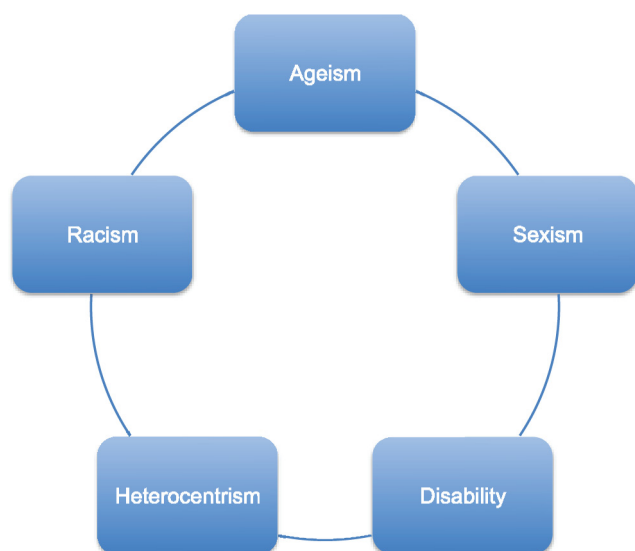 Ageism
Sexism
Disability
Heterocentrism
Racism